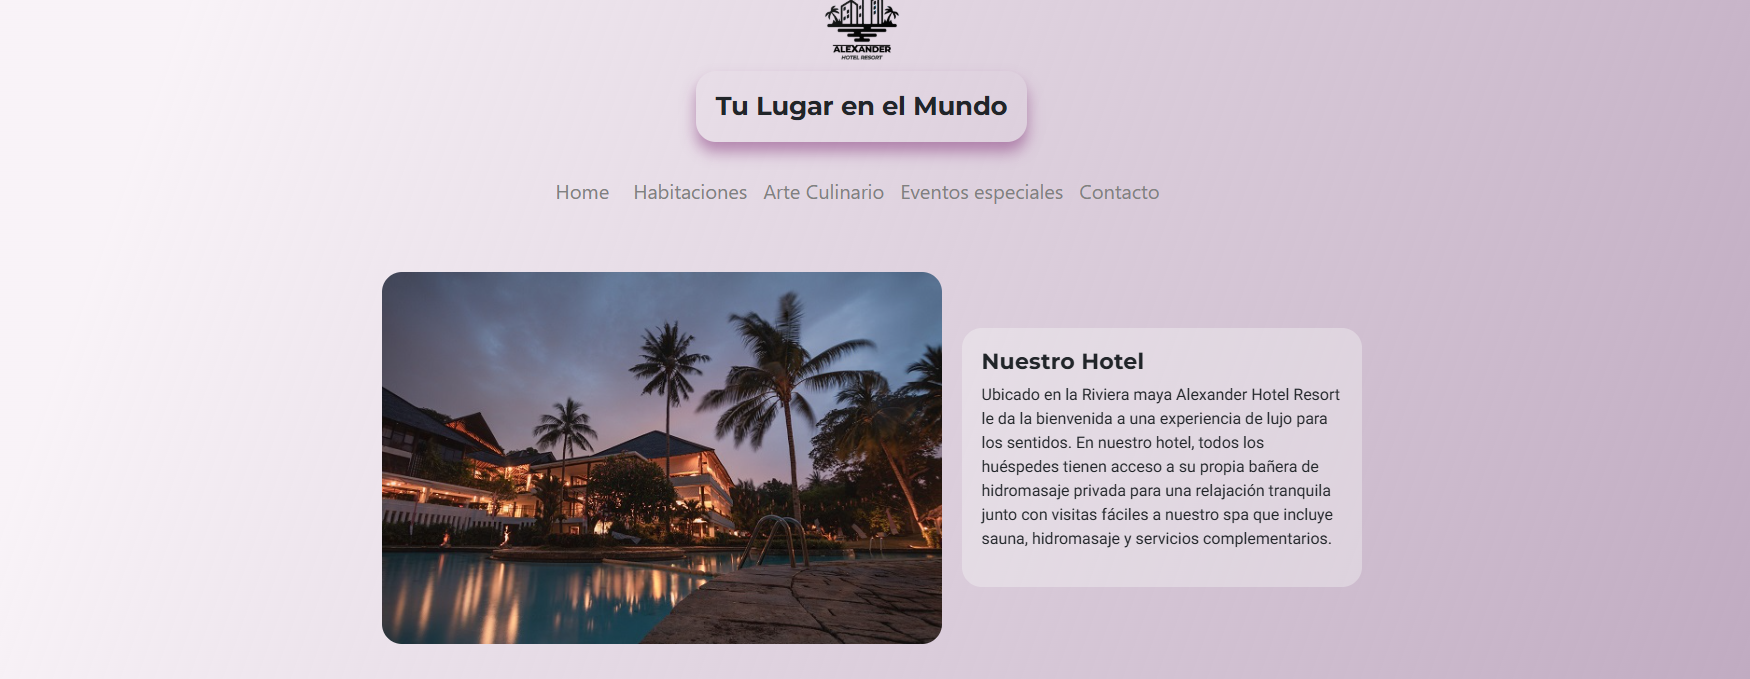 ALEXANDER
HOTEL RESORT
Tu Lugar en el Mundo
Home Habitaciones Arte Culinario Eventos especiales Contacto
Nuestro Hotel
Ubicado en la Riviera maya Alexander Hotel Resort
le da la bienvenida a una experiencia de lujo para
los sentidos. En nuestro hotel, todos los
huéspedes tienen acceso a su propia bañera de
hidromasaje privada para una relajación tranquila
junto con visitas fáciles a nuestro spa que incluye
sauna, hidromasaje y servicios complementarios.